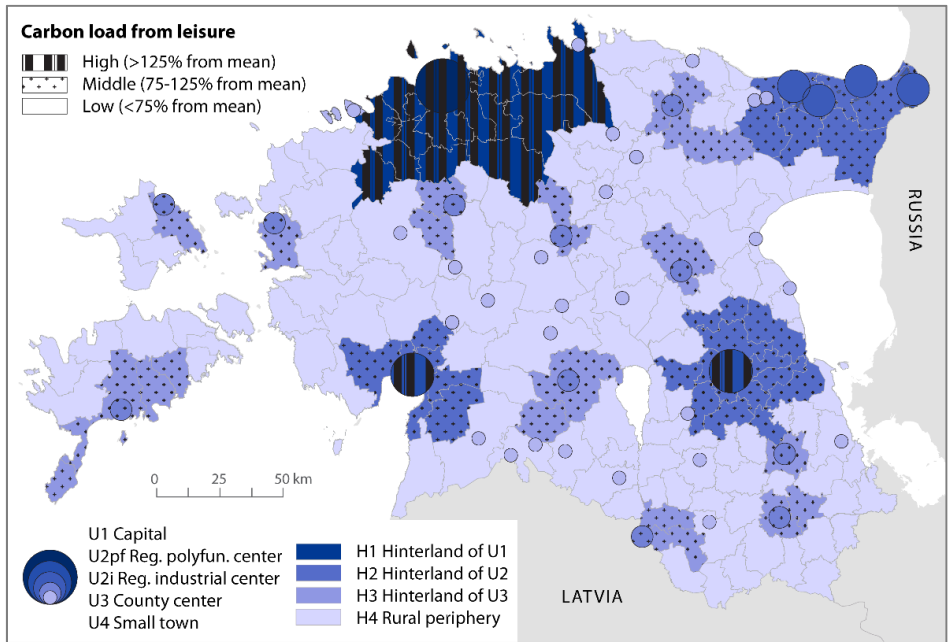 Carbon load from leisure
High (>125% from mean)
Middle (75-125% from mean)
Low (<75% from mean)
RUSSIA
0 25 50 km
U1 Capital
U2pf Reg. polyfun. center
U2i Reg. industrial center
U3 County center
U4 Small town
H1 Hinterland of U1
H2 Hinterland of U2
H3 Hinterland of U3
H4 Rural periphery
LATVIA